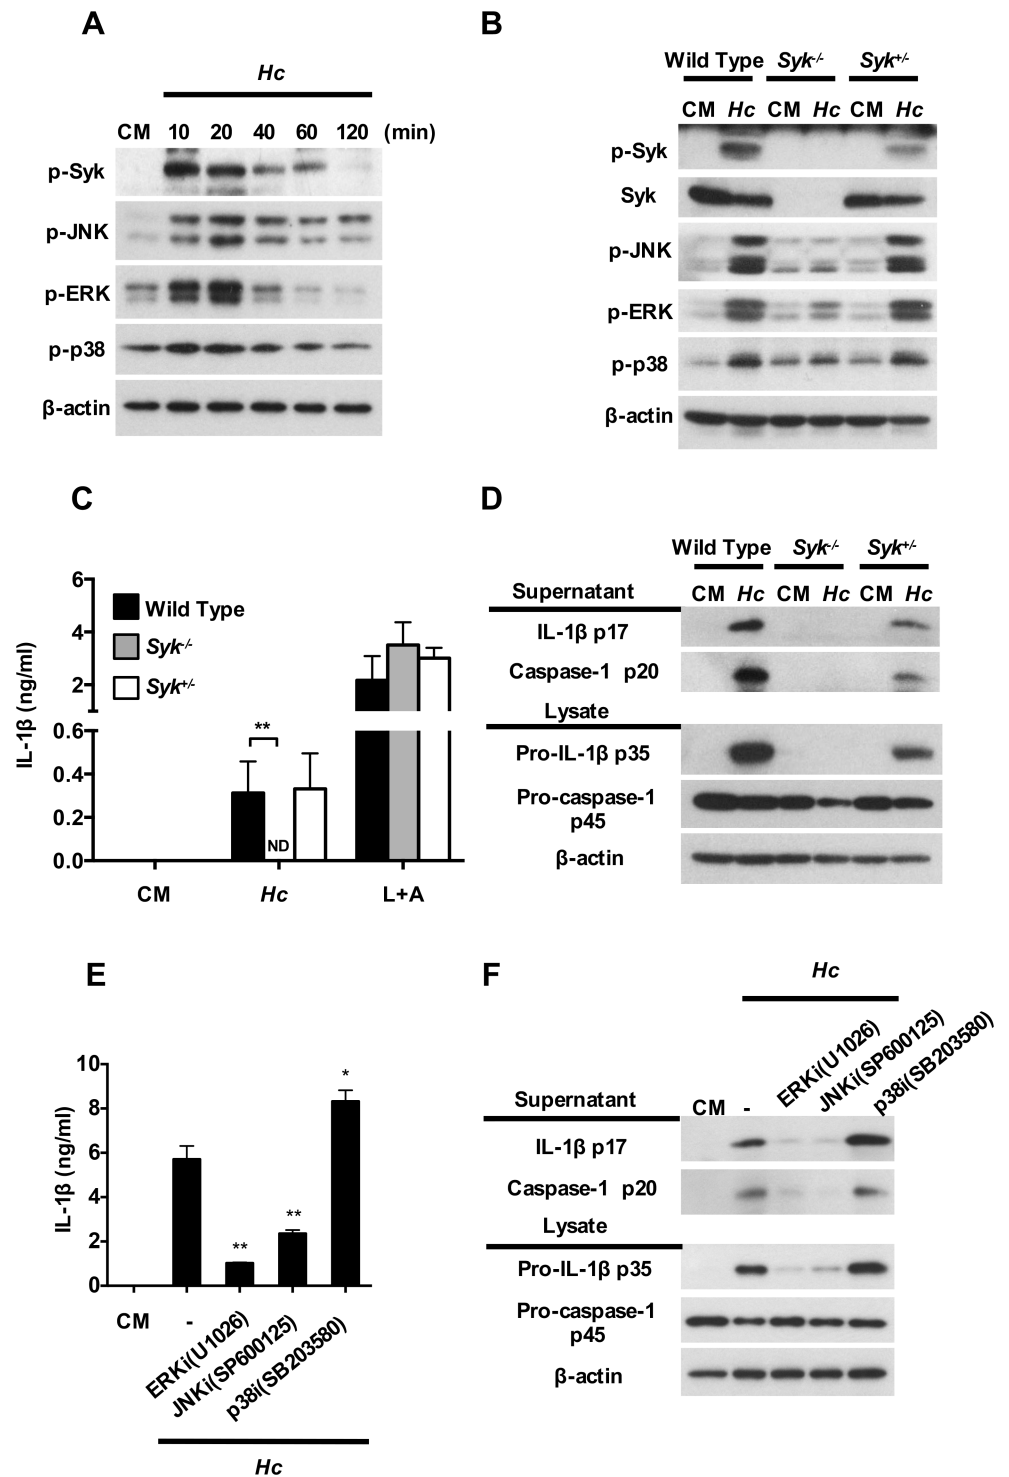 A
Hc
CM 10 20 40 60 120 (min)
p-Syk
p-JNK
p-ERK
p-p38
β-actin
B
Wild Type Syk-/- Syk+/-
CM Hc CM Hc CM Hc
p-Syk
Syk
p-JNK
p-ERK
p-p38
β-actin
C
IL-1β (ng/ml)
6
4
2
0.6
0.4
0.2
0.0
Wild Type
Syk-/-
Syk+/-
**
ND
CM Hc L+A
D
Wild Type Syk-/- Syk+/-
Supernatant
CM Hc CM Hc CM Hc
IL-1β p17
Caspase-1 p20
Lysate
Pro-IL-1β p35
Pro-caspase-1
p45
β-actin
E
IL-1β (ng/ml)
10
8
6
4
2
0
**
**
*
CM - ERKi(U1026) JNKi(SP600125) p38i(SB203580)
Hc
F
Hc
CM - ERKi(U1026) JNKi(SP600125) p38i(SB203580)
Supernatant
IL-1β p17
Caspase-1 p20
Lysate
Pro-IL-1β p35
Pro-caspase-1
p45
β-actin